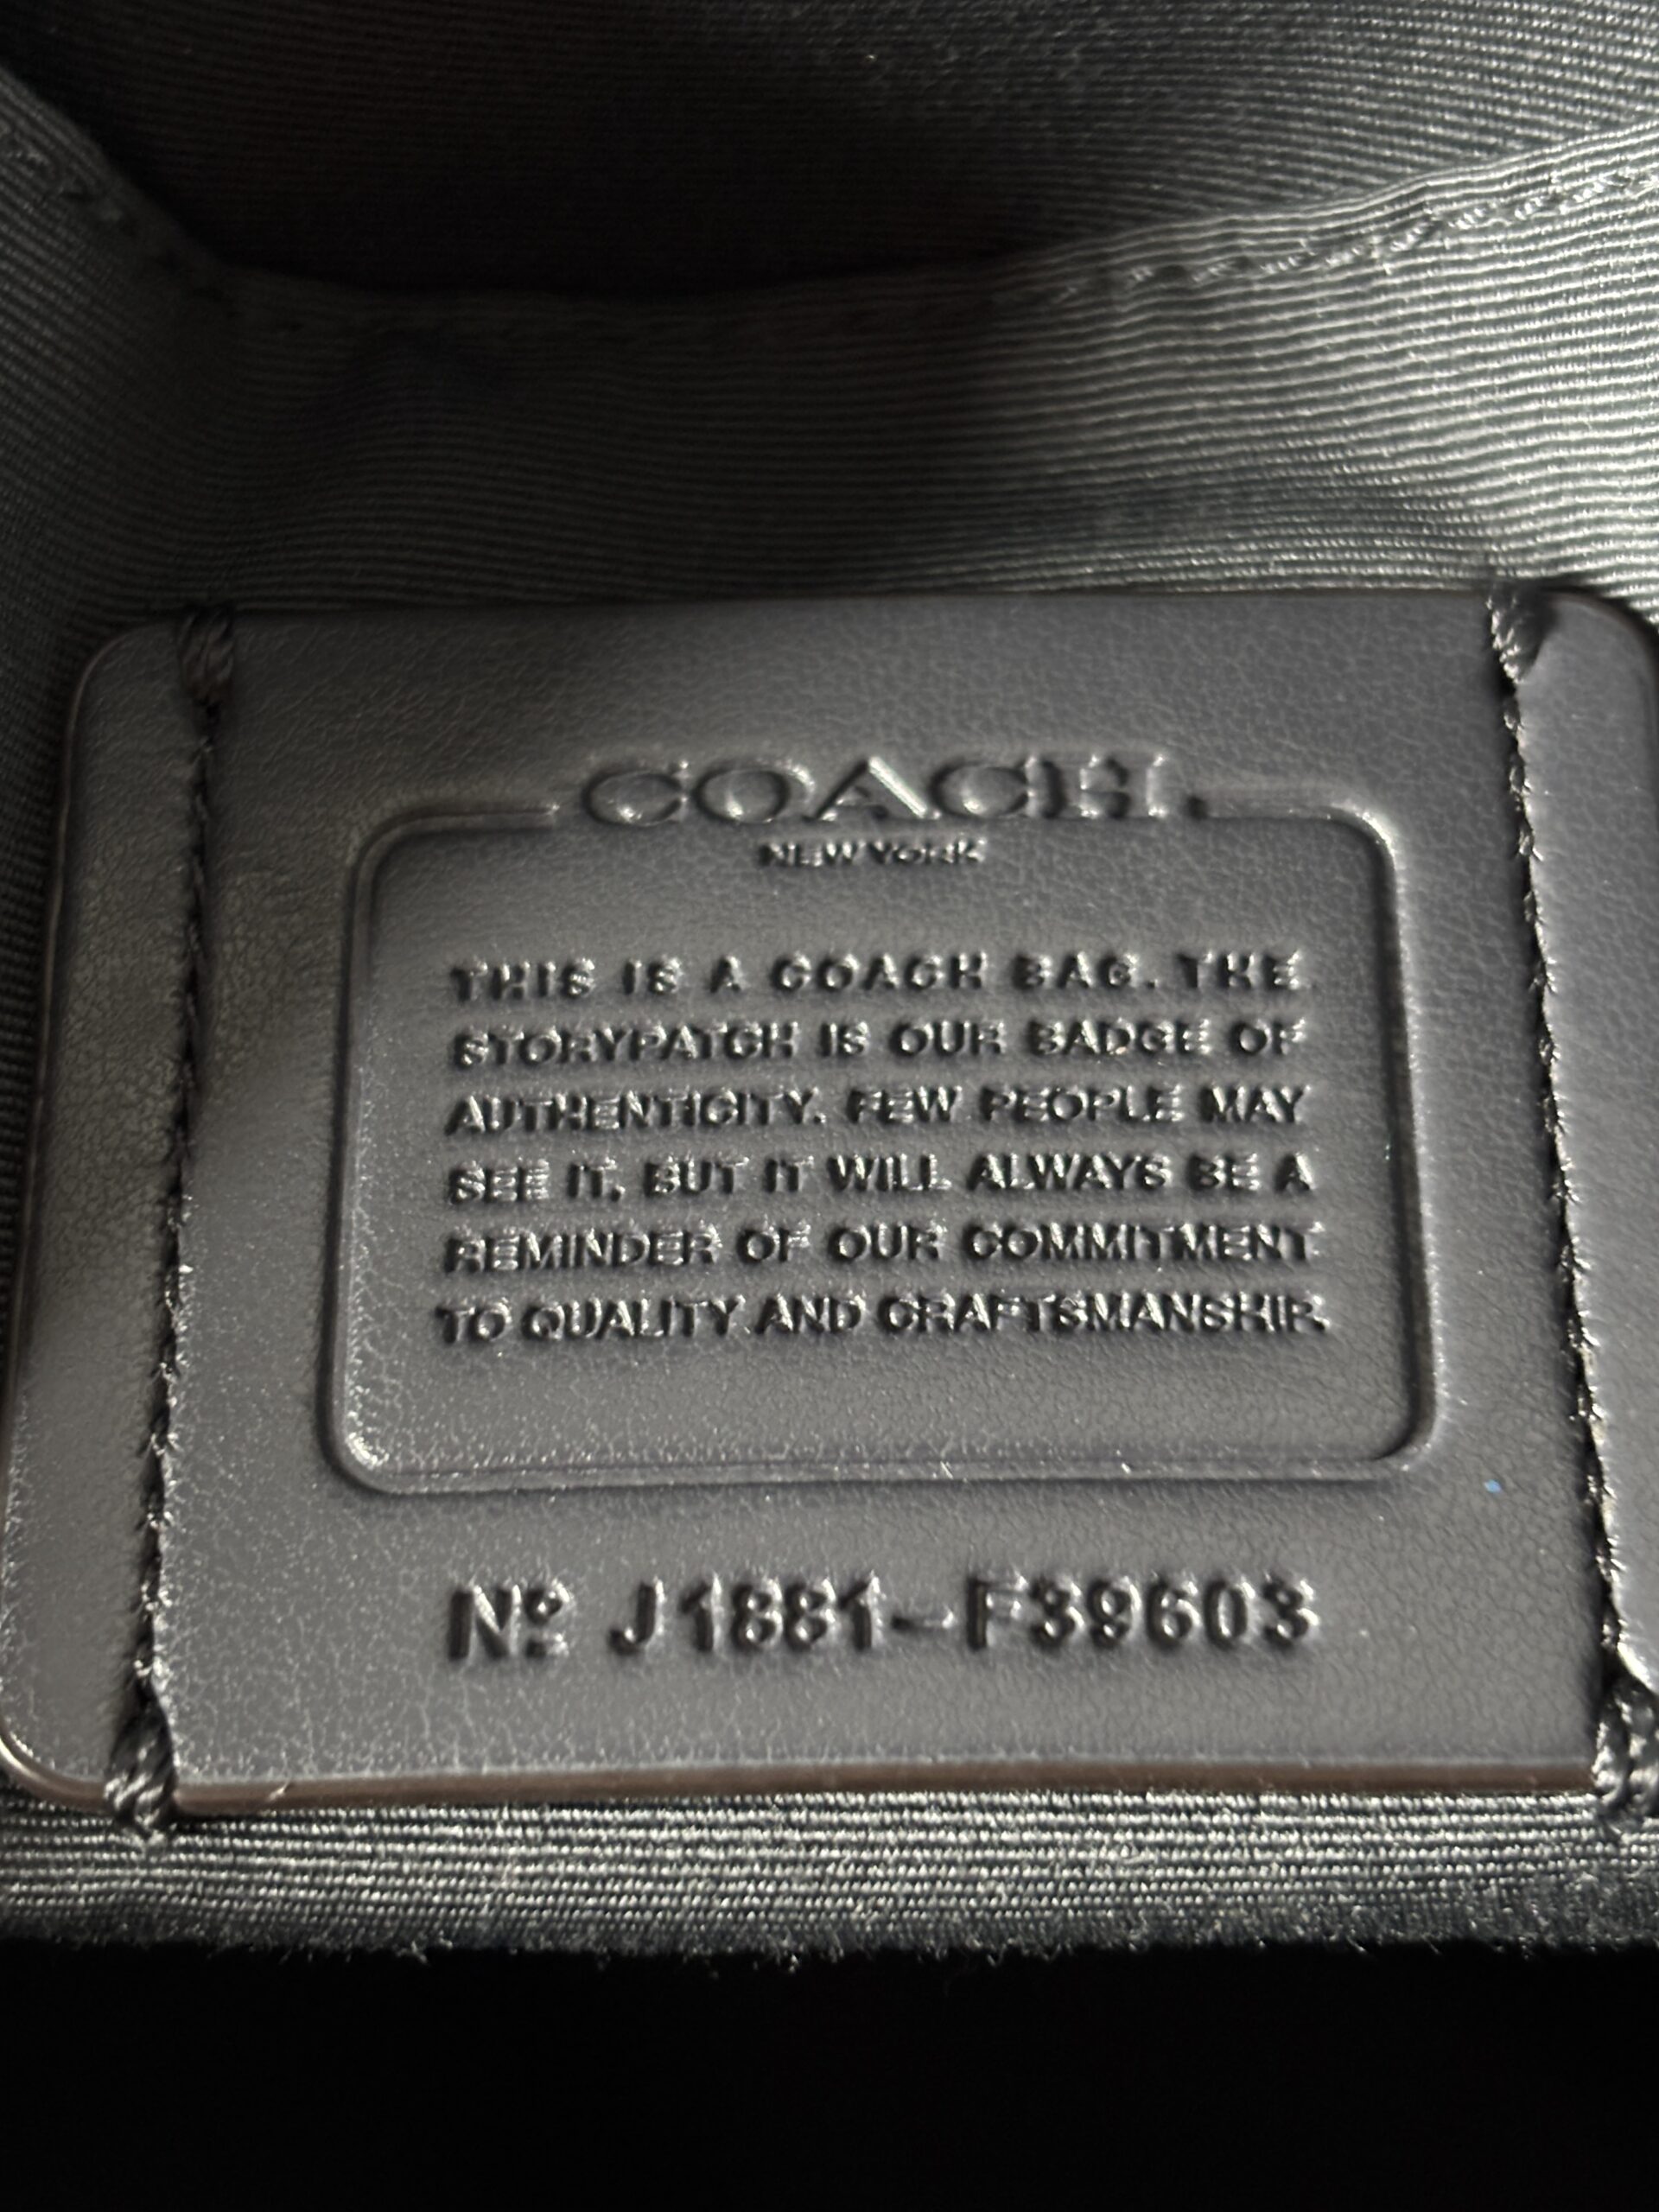 COACH
NEW YORK
THIS IS A COACH BAG. THE
STORYPATCH IS OUR BADGE OF
AUTHENTICITY. FEW PEOPLE MAY
SEE IT, BUT IT WILL ALWAYS BE A
REMINDER OF OUR COMMITMENT
TO QUALITY AND CRAFTSMANSHIP.
Nº J1881-F39603